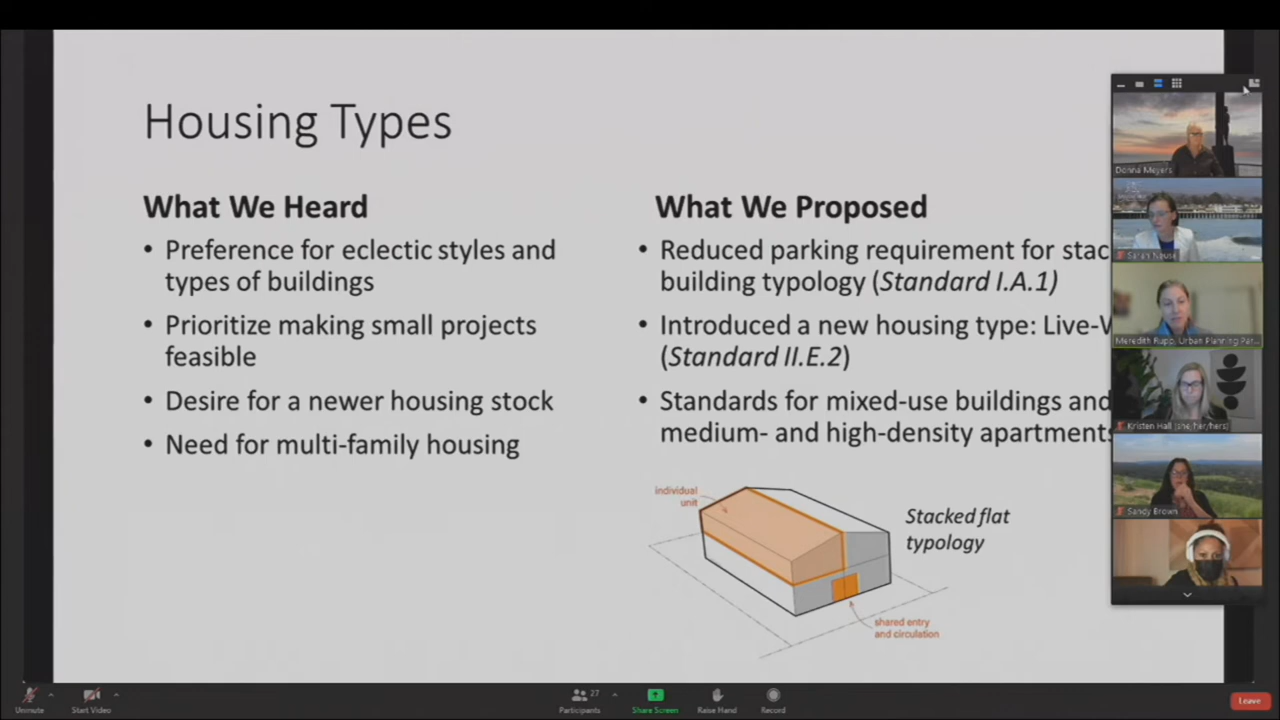 Housing Types
What We Heard
• Preference for eclectic styles and
types of buildings
• Prioritize making small projects
feasible
• Desire for a newer housing stock
• Need for multi-family housing
What We Proposed
• Reduced parking requirement for stac
building typology (Standard I.A.1)
• Introduced a new housing type: Live-
(Standard II.E.2)
• Standards for mixed-use buildings and
medium- and high-density apartments
individual
unit
Stacked flat
typology
shared entry
and circulation
Donna Meyers
Meredith Rupp, Urban Planning Par...
Kristen Hall (she/her/hers)
Sandy Brown
Unmute
Start Video
27
Participants
Share Screen
Raise Hand
Record
Leave